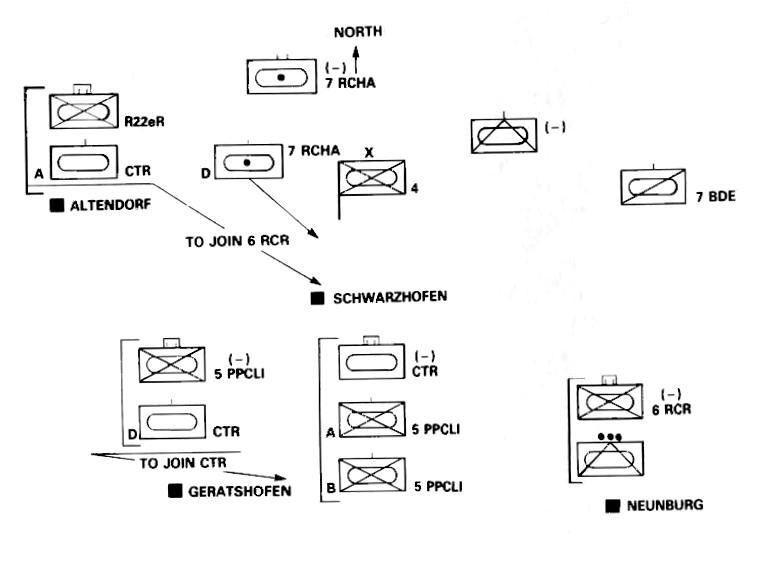 NORTH
(–)
7 RCHA
R22eR
A
CTR
ALTENDORF
7 RCHA
D
X
4
(–)
7 BDE
TO JOIN 6 RCR
SCHWARZHOFEN
(–)
5 PPCLI
D
CTR
TO JOIN CTR
GERATSHOFEN
(–)
CTR
A
5 PPCLI
B
5 PPCLI
(–)
6 RCR
NEUNBURG